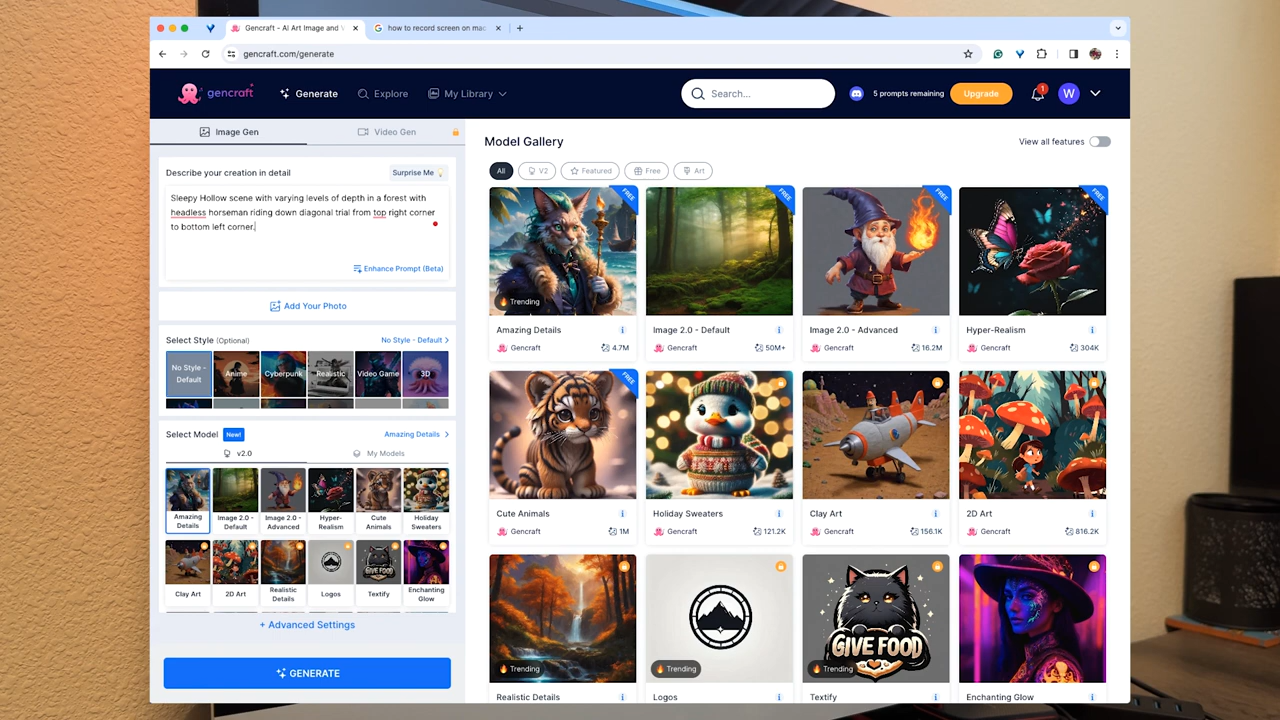 Gencraft - AI Art Image and V
how to record screen on mac
gencraft.com/generate
gencraft
Generate
Explore
My Library
Search...
5 prompts remaining
Upgrade
1
W
Image Gen
Video Gen
Describe your creation in detail
Surprise Me
Sleepy Hollow scene with varying levels of depth in a forest with
headless horseman riding down diagonal trial from top right corner
to bottom left corner.
Enhance Prompt (Beta)
Add Your Photo
Select Style (Optional)
No Style - Default
No Style -
Default
Anime
Cyberpunk
Realistic
Video Game
3D
Select Model
New!
Amazing Details
v2.0
My Models
Amazing
Details
Image 2.0 -
Default
Image 2.0 -
Advanced
Hyper-
Realism
Cute
Animals
Holiday
Sweaters
Clay Art
2D Art
Realistic
Details
Logos
Textify
Enchanting
Glow
+ Advanced Settings
GENERATE
Model Gallery
View all features
All
V2
Featured
Free
Art
FREE
Trending
Amazing Details
Gencraft
4.7M
FREE
Image 2.0 - Default
Gencraft
50M+
FREE
Image 2.0 - Advanced
Gencraft
16.2M
FREE
Hyper-Realism
Gencraft
304K
FREE
Cute Animals
Gencraft
1M
Holiday Sweaters
Gencraft
121.2K
Clay Art
Gencraft
156.1K
2D Art
Gencraft
816.2K
Trending
Realistic Details
Trending
Logos
GIVE FOOD
Trending
Textify
Enchanting Glow